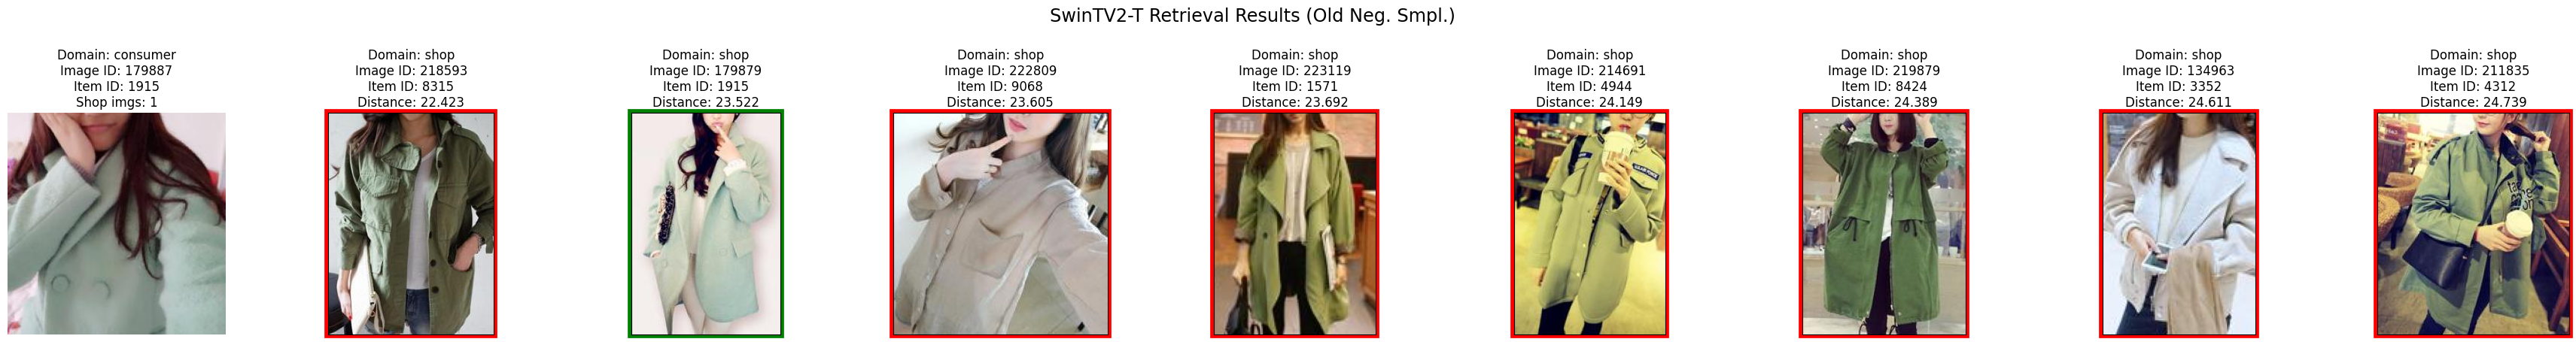 SwinTV2-T Retrieval Results (Old Neg. Smpl.)
Domain: consumer
Image ID: 179887
Item ID: 1915
Shop imgs: 1
Domain: shop
Image ID: 218593
Item ID: 8315
Distance: 22.423
Domain: shop
Image ID: 179879
Item ID: 1915
Distance: 23.522
Domain: shop
Image ID: 222809
Item ID: 9068
Distance: 23.605
Domain: shop
Image ID: 223119
Item ID: 1571
Distance: 23.692
Domain: shop
Image ID: 214691
Item ID: 4944
Distance: 24.149
Domain: shop
Image ID: 219879
Item ID: 8424
Distance: 24.389
Domain: shop
Image ID: 134963
Item ID: 3352
Distance: 24.611
Domain: shop
Image ID: 211835
Item ID: 4312
Distance: 24.739